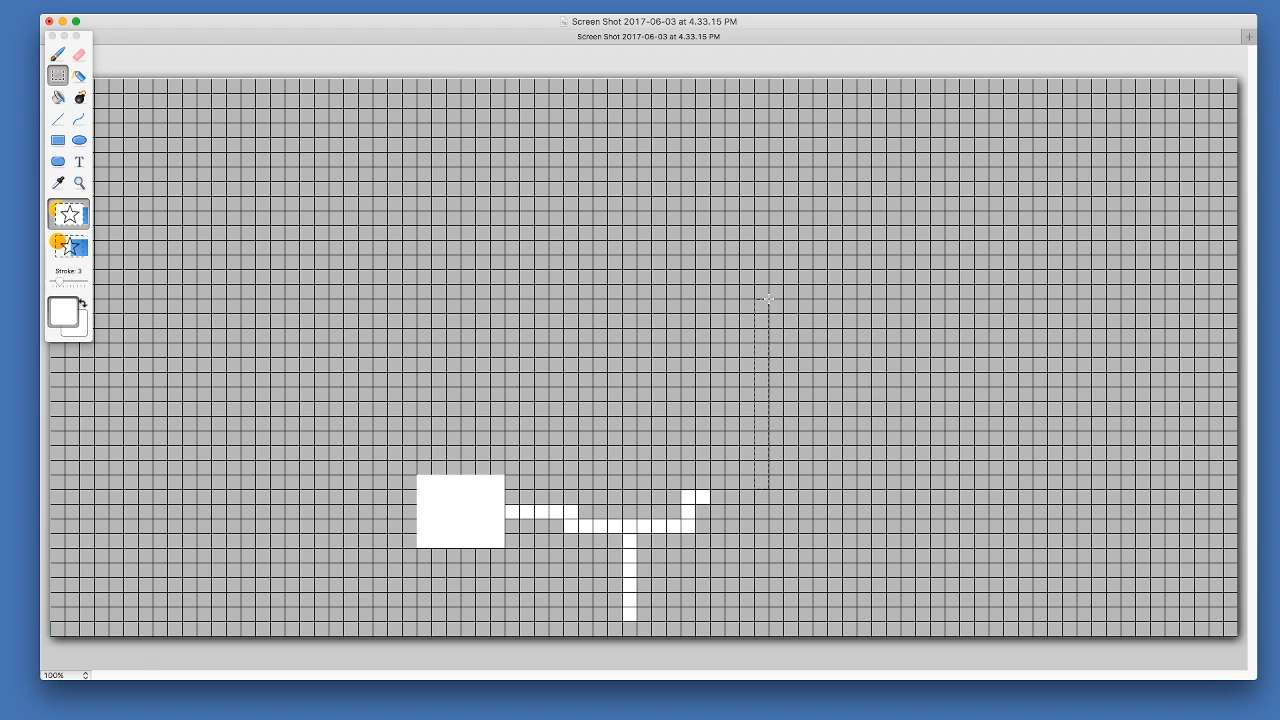 Screen Shot 2017-06-03 at 4.33.15 PM
Screen Shot 2017-06-03 at 4.33.15 PM
T
Stroke: 3
100%